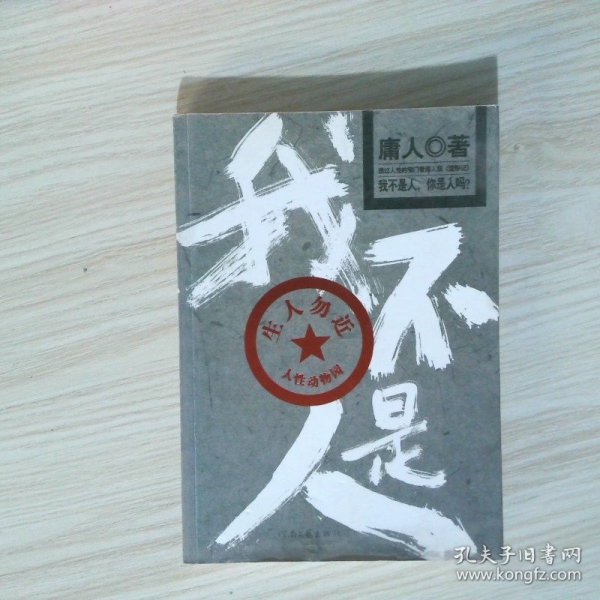 庸人◎著
我不是人，你是人吗？
我
不
是
人
生人勿近
人性动物园
孔夫子旧书网
www.kongfz.com